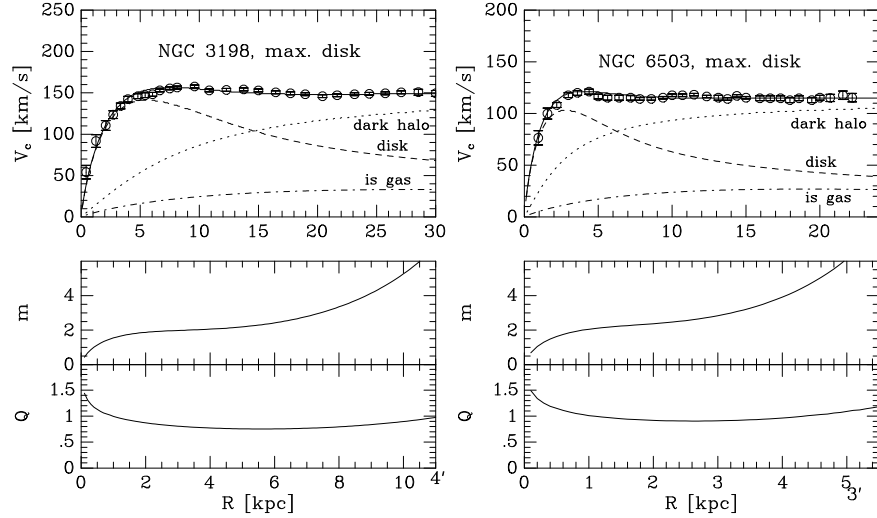 250
200
150
100
50
0
V_c [km/s]
NGC 3198, max. disk
dark halo
disk
is gas
0 5 10 15 20 25 30
200
150
100
50
0
V_c [km/s]
NGC 6503, max. disk
dark halo
disk
is gas
0 5 10 15 20
4
2
0
m
1.5
1
.5
0
Q
0 2 4 6 8 10 4'
R [kpc]
4
2
0
m
1.5
1
.5
0
Q
0 1 2 3 4 5 3'
R [kpc]